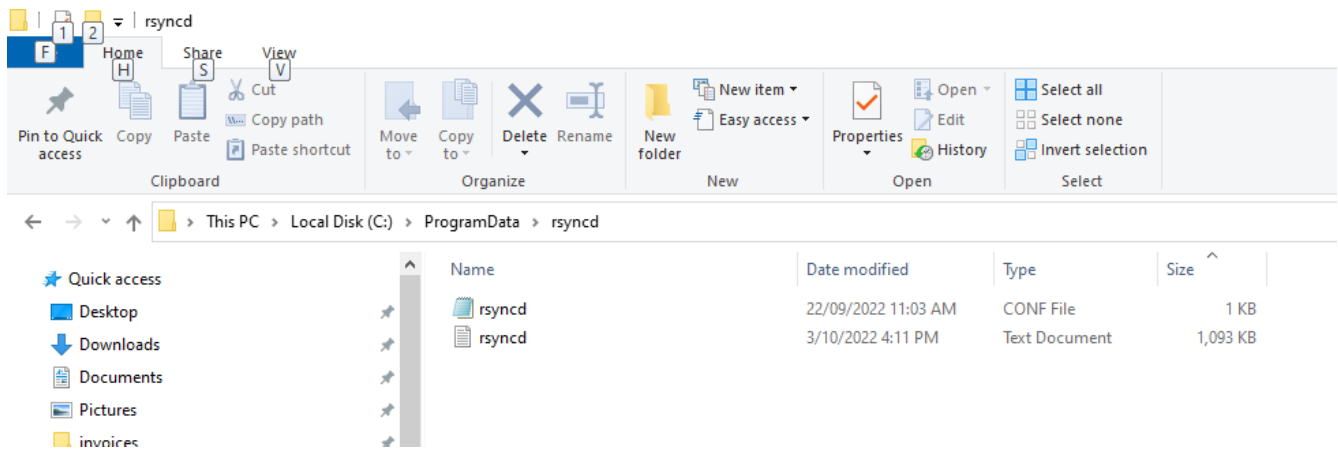 rsyncd
1 2
F Home Share View
H S V
Pin to Quick access
Copy
Paste
Cut
Copy path
Paste shortcut
Clipboard
Move to
Copy to
Delete
Rename
Organize
New folder
New item
Easy access
New
Properties
Open
Edit
History
Open
Select all
Select none
Invert selection
Select
This PC > Local Disk (C:) > ProgramData > rsyncd
Quick access
Desktop
Downloads
Documents
Pictures
invoices
Name Date modified Type Size
rsyncd 22/09/2022 11:03 AM CONF File 1 KB
rsyncd 3/10/2022 4:11 PM Text Document 1,093 KB